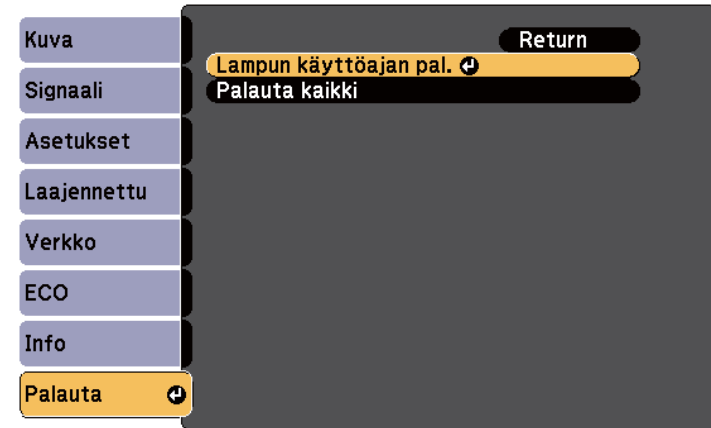 Kuva
Signaali
Asetukset
Laajennettu
Verkko
ECO
Info
Palauta
Return
Lampun käyttöajan pal.
Palauta kaikki